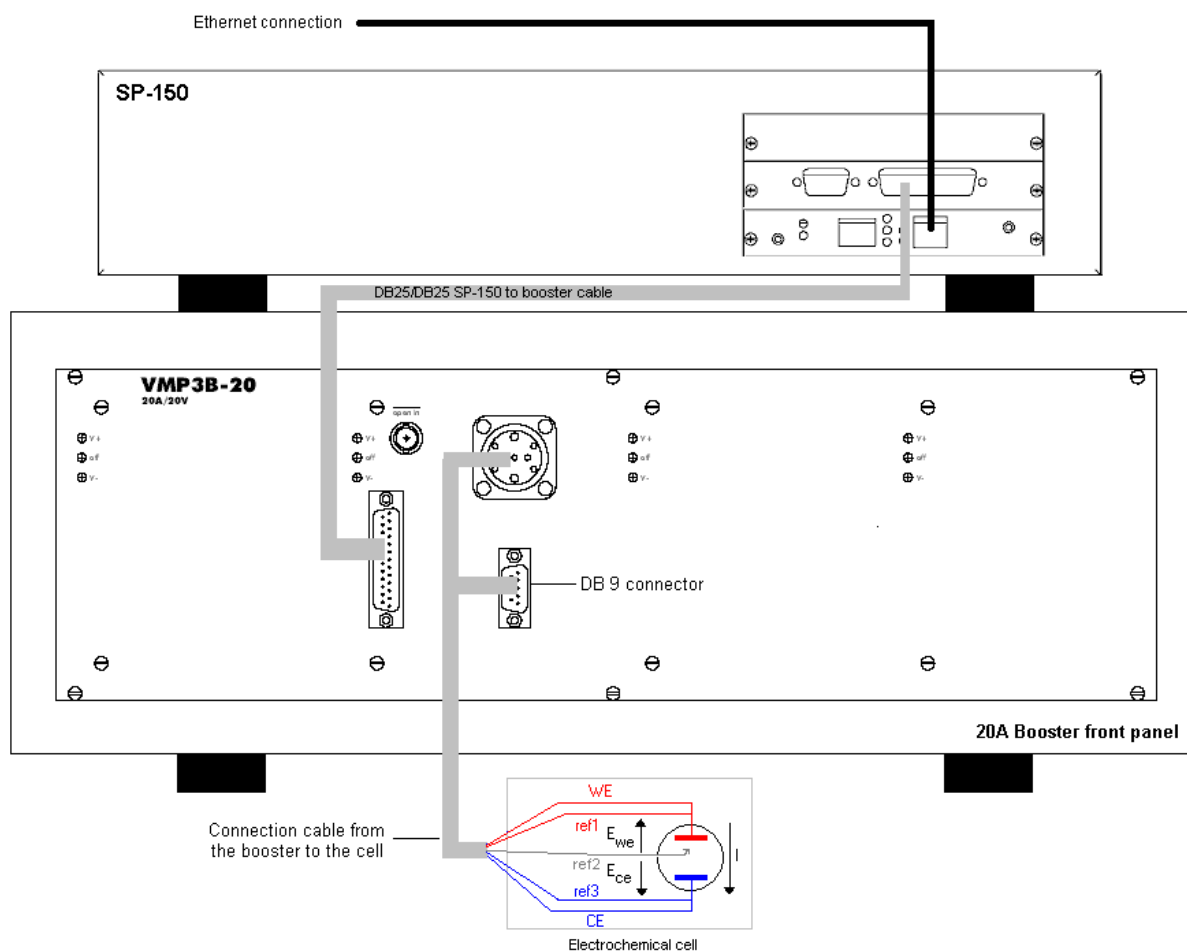 Ethernet connection
SP-150
DB25/DB25 SP-150 to booster cable
VMP3B-20
20A/20V
open in
V+
off
V-
V+
off
V-
V+
off
V-
V+
off
V-
DB 9 connector
20A Booster front panel
Connection cable from
the booster to the cell
WE
ref1
Ewe
ref2
Ece
ref3
CE
I
Electrochemical cell